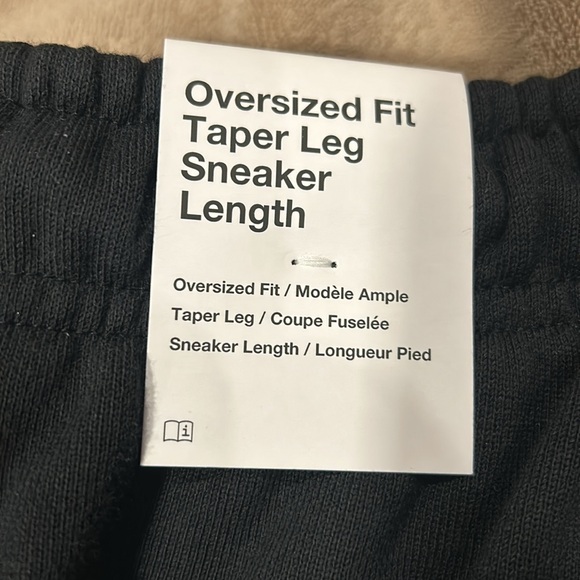 Oversized Fit
Taper Leg
Sneaker
Length
Oversized Fit / Modèle Ample
Taper Leg / Coupe Fuselée
Sneaker Length / Longueur Pied
i